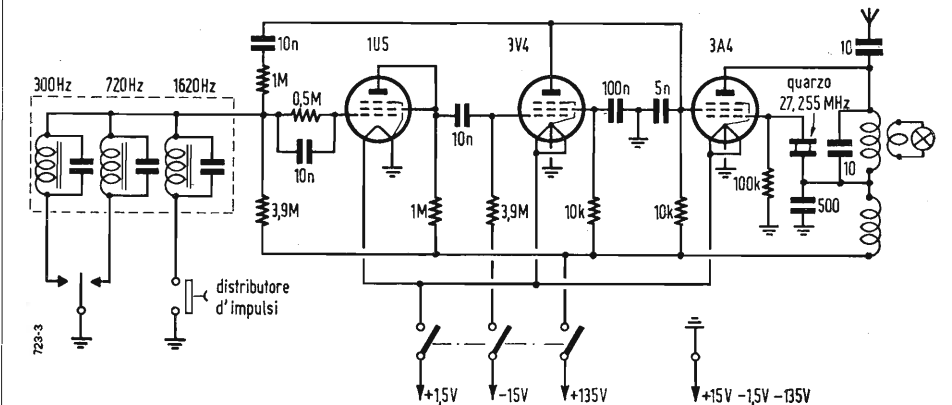 1U5
3V4
3A4
10n
10
300Hz
720Hz
1620Hz
1M
0,5M
100n
5n
quarzo
27,255 MHz
10n
10n
10
3,9M
1M
3,9M
10k
10k
100k
500
distributore
d'impulsi
723-3
+1,5V
-15V
+135V
+15V -1,5V -135V